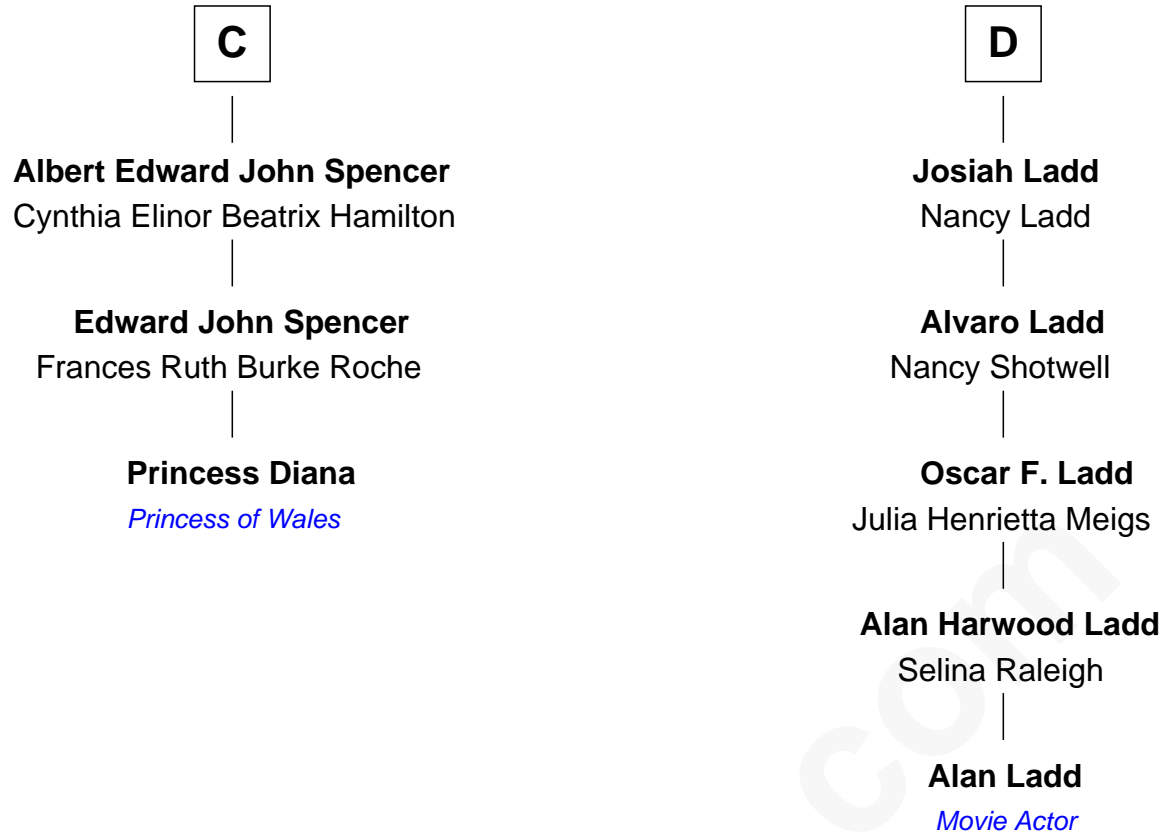 C
Albert Edward John Spencer
Cynthia Elinor Beatrix Hamilton
Edward John Spencer
Frances Ruth Burke Roche
Princess Diana
Princess of Wales
D
Josiah Ladd
Nancy Ladd
Alvaro Ladd
Nancy Shotwell
Oscar F. Ladd
Julia Henrietta Meigs
Alan Harwood Ladd
Selina Raleigh
Alan Ladd
Movie Actor
com